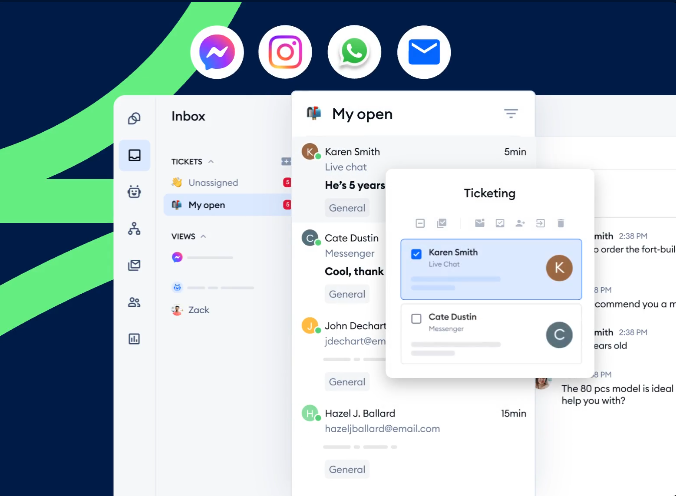 Inbox
TICKETS
Unassigned
5
My open
5
VIEWS
Zack
My open
K
Karen Smith
5min
Live chat
He's 5 years
General
C
Cate Dustin
Messenger
Cool, thank
General
J
John Dechart
jdechart@em
General
H
Hazel J. Ballard
15min
hazeljballard@email.com
General
Ticketing
Karen Smith
Live Chat
K
Cate Dustin
Messenger
C
mith 2:38 PM
o order the fort-buil
PM
commend you a m
mith 2:38 PM
ears old
PM
The 80 pcs model is ideal
help you with?